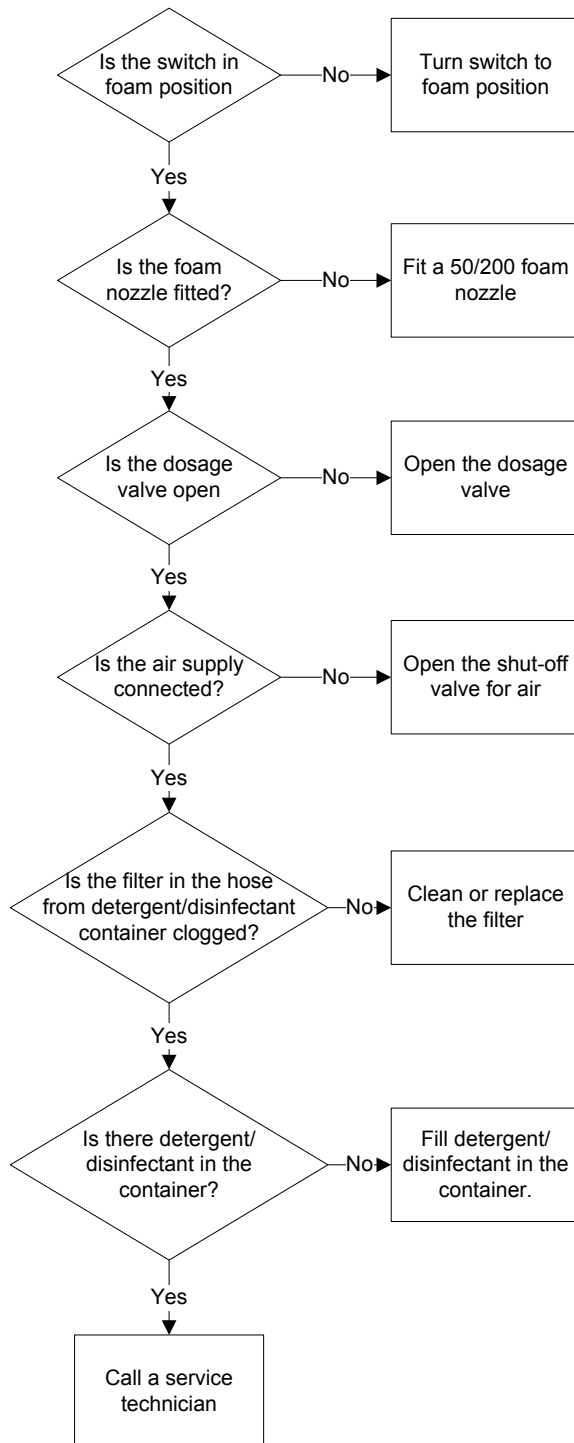 Is the switch in
foam position
No
Turn switch to
foam position
Yes
Is the foam
nozzle fitted?
No
Fit a 50/200 foam
nozzle
Yes
Is the dosage
valve open
No
Open the dosage
valve
Yes
Is the air supply
connected?
No
Open the shut-off
valve for air
Yes
Is the filter in the hose
from detergent/disinfectant
container clogged?
No
Clean or replace
the filter
Yes
Is there detergent/
disinfectant in the
container?
No
Fill detergent/
disinfectant in the
container.
Yes
Call a service
technician